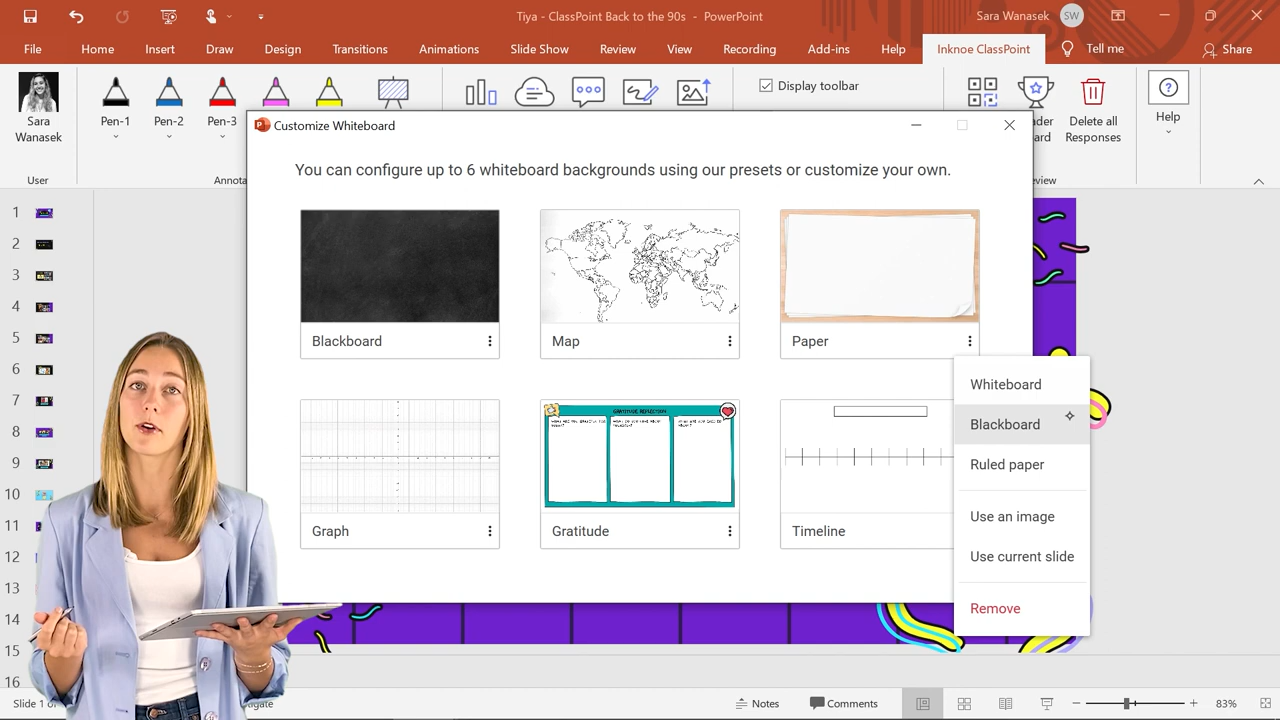 Tiya - ClassPoint Back to the 90s - PowerPoint
Sara Wanasek
SW
File
Home
Insert
Draw
Design
Transitions
Animations
Slide Show
Review
View
Recording
Add-ins
Help
Inknoe ClassPoint
Tell me
Share
Sara
Wanasek
Pen-1
Pen-2
Pen-3
Display toolbar
Delete all
Responses
Help
User
Customize Whiteboard
You can configure up to 6 whiteboard backgrounds using our presets or customize your own.
Blackboard
Map
Paper
Graph
GRATITUDE REFLECTION
Gratitude
Timeline
Whiteboard
Blackboard
Ruled paper
Use an image
Use current slide
Remove
1
2
3
4
5
6
7
8
9
10
11
12
13
14
15
16
Slide 1
Notes
Comments
83%